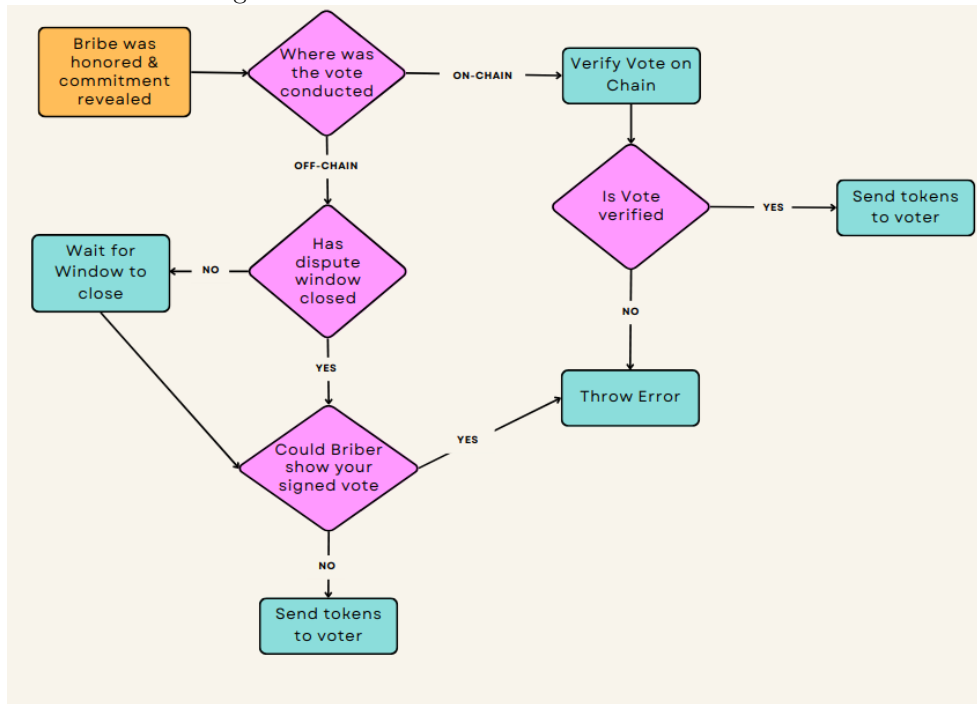 Bribe was
honored &
commitment
revealed
Where was
the vote
conducted
ON-CHAIN
Verify Vote on
Chain
OFF-CHAIN
Is Vote
verified
YES
Send tokens
to voter
Wait for
Window to
close
NO
Has
dispute
window
closed
NO
YES
Throw Error
Could Briber
show your
signed vote
YES
NO
Send tokens
to voter